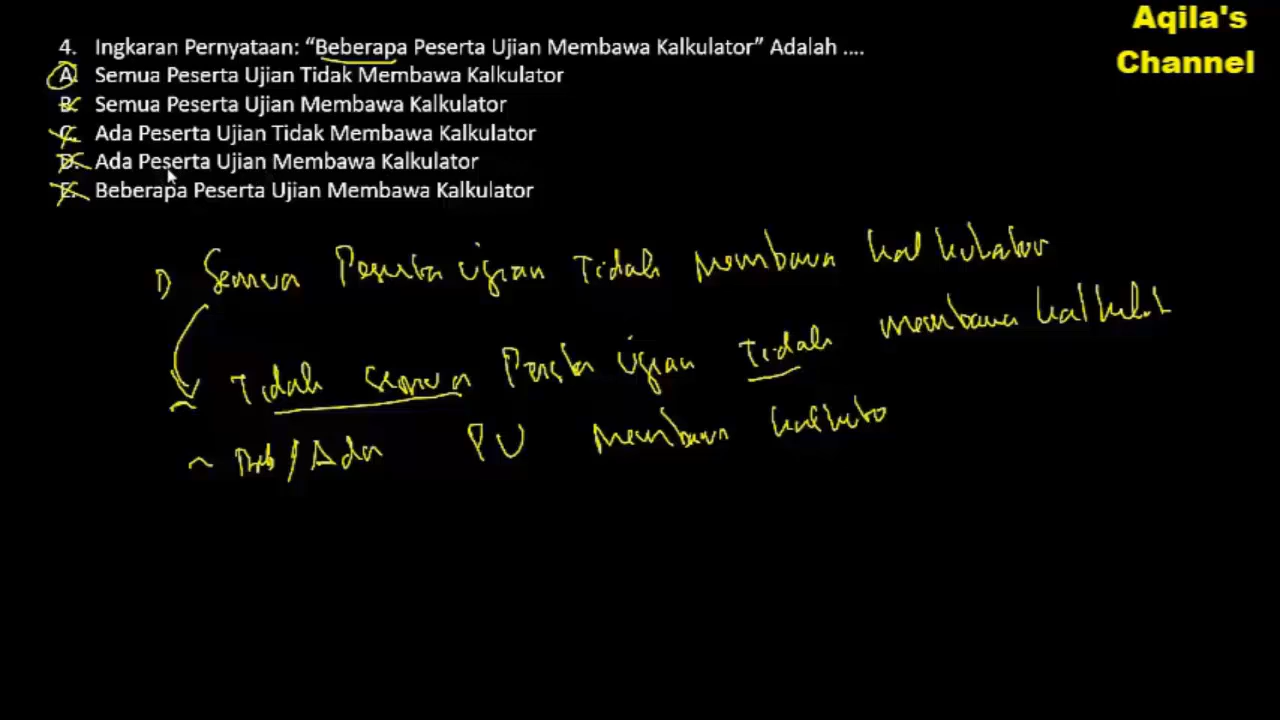 Aqila's
Channel
4. Ingkaran Pernyataan: “Beberapa Peserta Ujian Membawa Kalkulator” Adalah ....
A. Semua Peserta Ujian Tidak Membawa Kalkulator
B. Semua Peserta Ujian Membawa Kalkulator
C. Ada Peserta Ujian Tidak Membawa Kalkulator
D. Ada Peserta Ujian Membawa Kalkulator
E. Beberapa Peserta Ujian Membawa Kalkulator
1) Semua Peserta Ujian Tidak Membawa kalkulator
~ Tidak semua Peserta Ujian Tidak membawa
~ /Ada PU Membawa